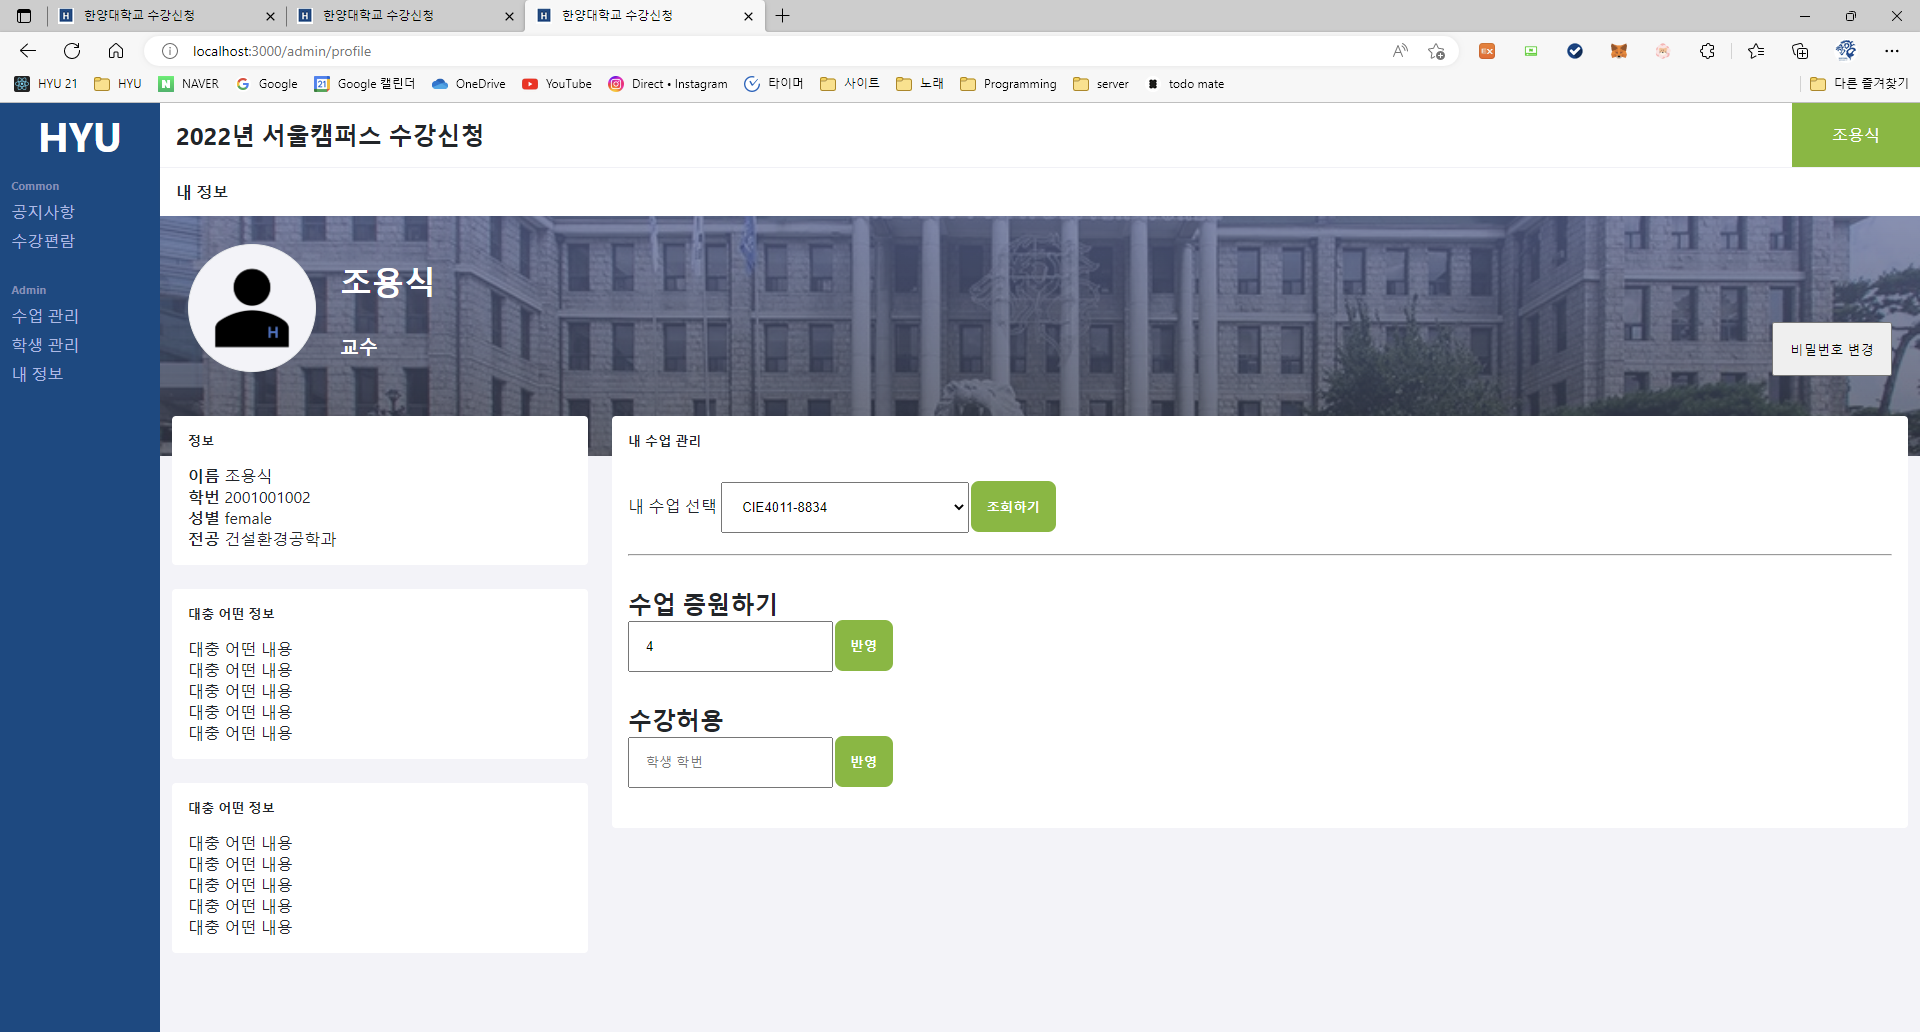 한양대학교 수강신청
한양대학교 수강신청
한양대학교 수강신청
localhost:3000/admin/profile
HYU 21
HYU
NAVER
Google
Google 캘린더
OneDrive
YouTube
Direct • Instagram
타이머
사이트
노래
Programming
server
todo mate
다른 즐겨찾기
HYU
2022년 서울캠퍼스 수강신청
조용식
Common
공지사항
수강편람
Admin
수업 관리
학생 관리
내 정보
내 정보
조용식
교수
H
비밀번호 변경
정보
이름 조용식
학번 2001001002
성별 female
전공 건설환경공학과
대충 어떤 정보
대충 어떤 내용
대충 어떤 내용
대충 어떤 내용
대충 어떤 내용
대충 어떤 내용
대충 어떤 정보
대충 어떤 내용
대충 어떤 내용
대충 어떤 내용
대충 어떤 내용
대충 어떤 내용
내 수업 관리
내 수업 선택 CIE4011-8834 조회하기
수업 증원하기
4 반영
수강허용
학생 학번 반영